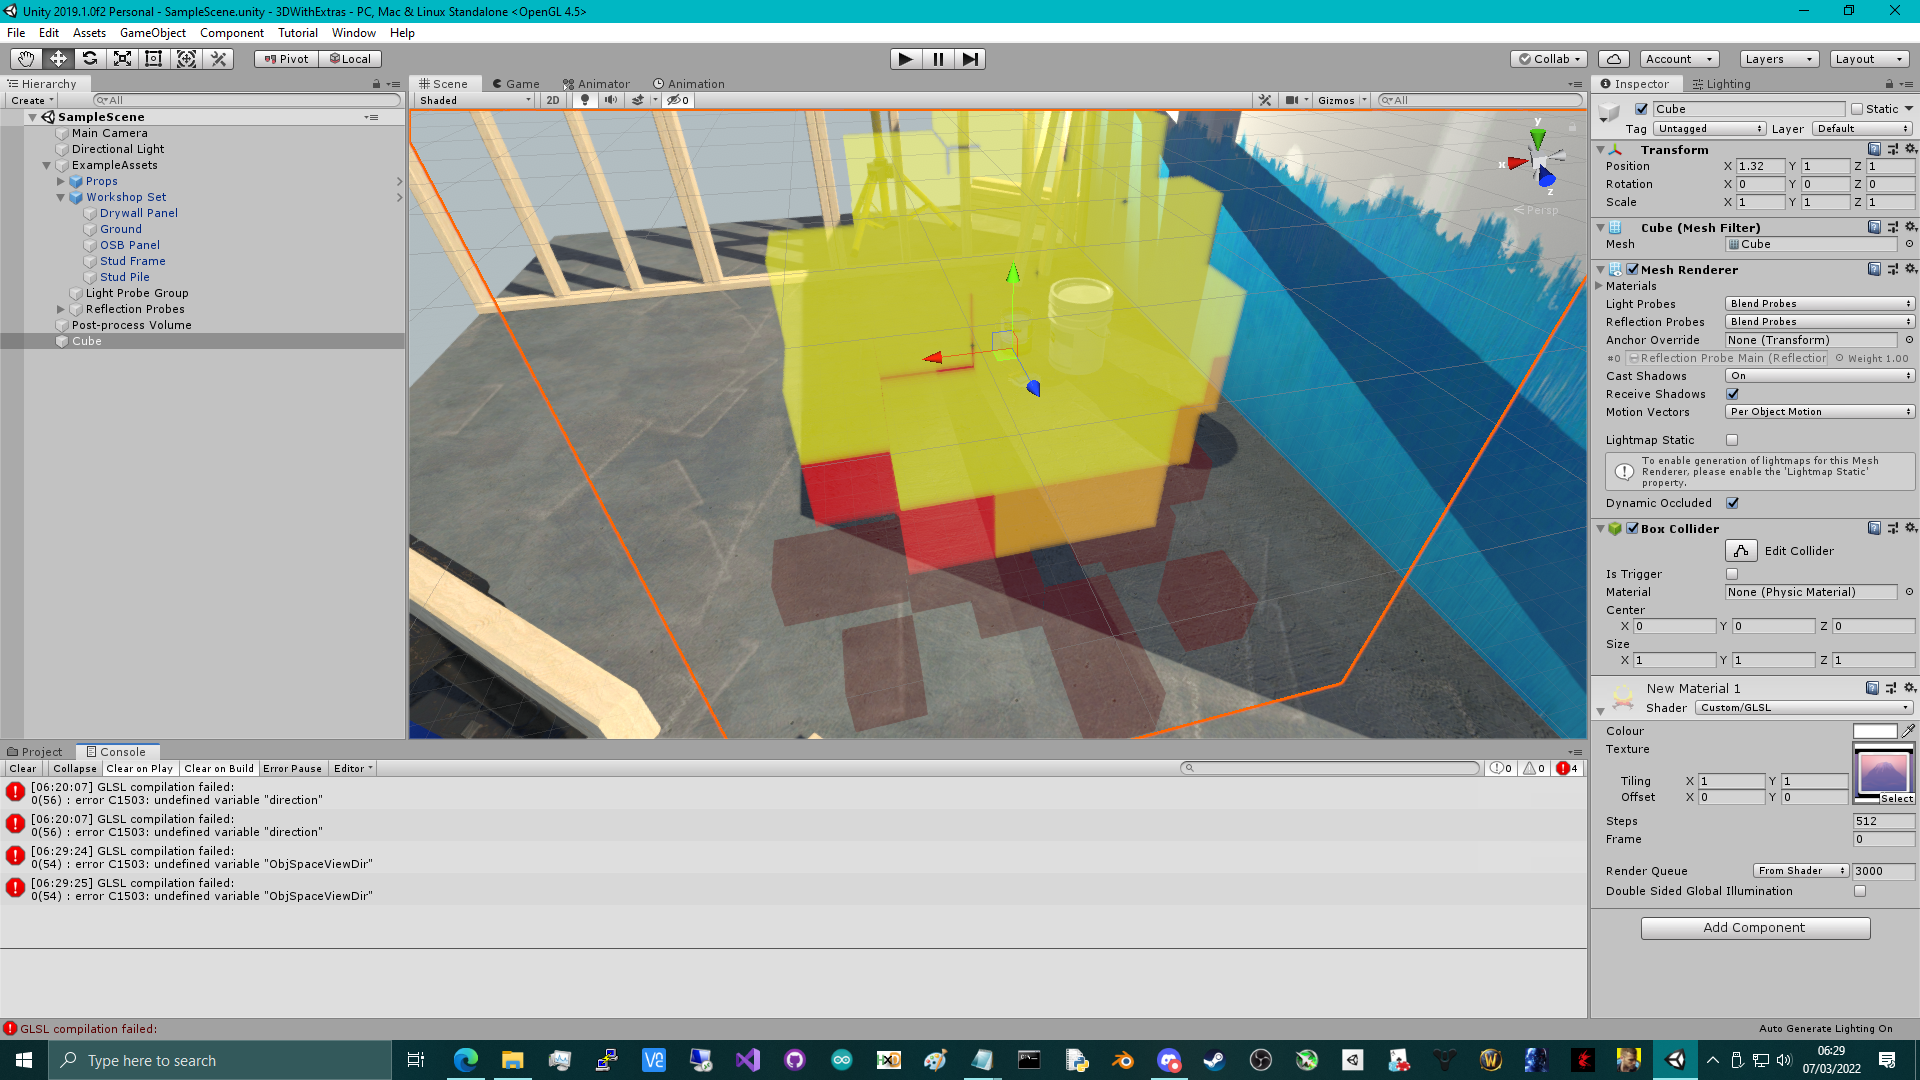 Unity 2019.1.0f2 Personal - SampleScene.unity - 3DWithExtras - PC, Mac & Linux Standalone <OpenGL 4.5>
File Edit Assets GameObject Component Tutorial Window Help
Pivot Local Collab Account Layers Layout
Hierarchy
Create All
SampleScene
Main Camera
Directional Light
ExampleAssets
Props
Workshop Set
Drywall Panel
Ground
OSB Panel
Stud Frame
Stud Pile
Light Probe Group
Reflection Probes
Post-process Volume
Cube
Scene Game Animator Animation
Shaded 2D 0 Gizmos All
y
x
z
Persp
Inspector Lighting
Cube Static
Tag Untagged Layer Default
Transform
Position X 1.32 Y 1 Z 1
Rotation X 0 Y 0 Z 0
Scale X 1 Y 1 Z 1
Cube (Mesh Filter)
Mesh Cube
Mesh Renderer
Materials
Light Probes Blend Probes
Reflection Probes Blend Probes
Anchor Override None (Transform)
#0 Reflection Probe Main (Reflection Weight 1.00
Cast Shadows On
Receive Shadows
Motion Vectors Per Object Motion
Lightmap Static
To enable generation of lightmaps for this Mesh
Renderer, please enable the 'Lightmap Static'
property.
Dynamic Occluded
Box Collider
Edit Collider
Is Trigger
Material None (Physic Material)
Center
X 0 Y 0 Z 0
Size
X 1 Y 1 Z 1
New Material 1
Shader Custom/GLSL
Colour
Texture
Tiling X 1 Y 1
Offset X 0 Y 0
Select
Steps 512
Frame 0
Render Queue From Shader 3000
Double Sided Global Illumination
Add Component
Project Console
Clear Collapse Clear on Play Clear on Build Error Pause Editor 0 0 4
[06:20:07] GLSL compilation failed:
0(56) : error C1503: undefined variable "direction"
[06:20:07] GLSL compilation failed:
0(56) : error C1503: undefined variable "direction"
[06:29:24] GLSL compilation failed:
0(54) : error C1503: undefined variable "ObjSpaceViewDir"
[06:29:25] GLSL compilation failed:
0(54) : error C1503: undefined variable "ObjSpaceViewDir"
GLSL compilation failed:
Auto Generate Lighting On
Type here to search
06:29
07/03/2022